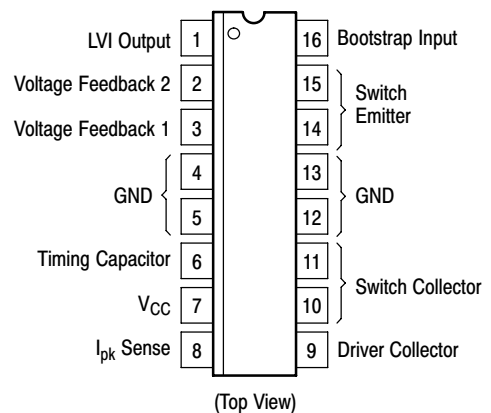 LVI Output 1 16 Bootstrap Input
Voltage Feedback 2 2 15 Switch
Emitter
Voltage Feedback 1 3 14
4 13
GND GND
5 12
Timing Capacitor 6 11
Switch Collector
VCC 7 10
Ipk Sense 8 9 Driver Collector
(Top View)